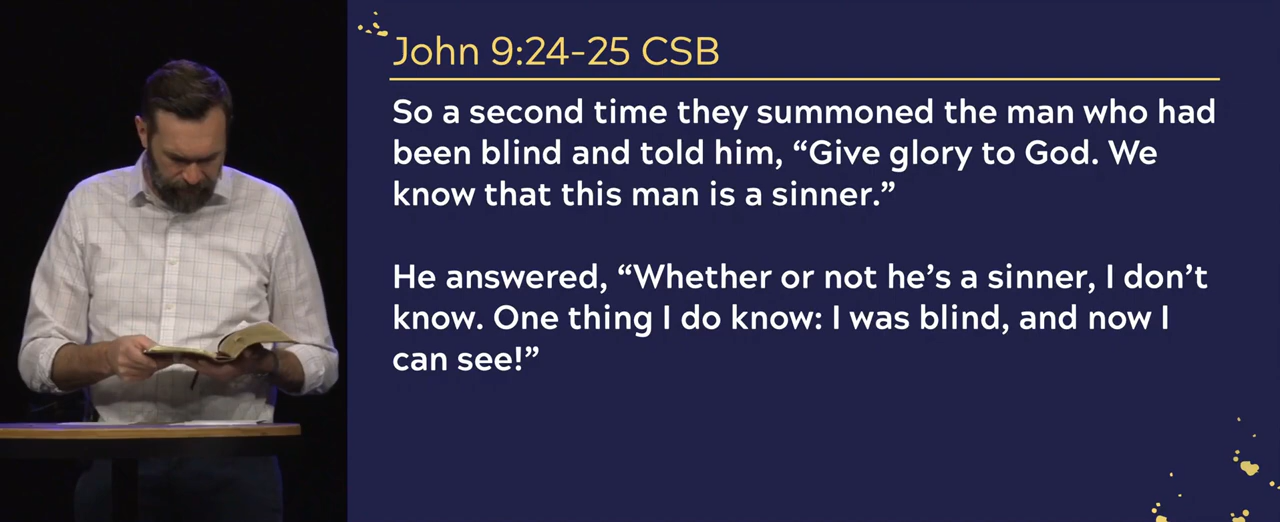 John 9:24-25 CSB
So a second time they summoned the man who had
been blind and told him, “Give glory to God. We
know that this man is a sinner.”
He answered, “Whether or not he’s a sinner, I don’t
know. One thing I do know: I was blind, and now I
can see!”